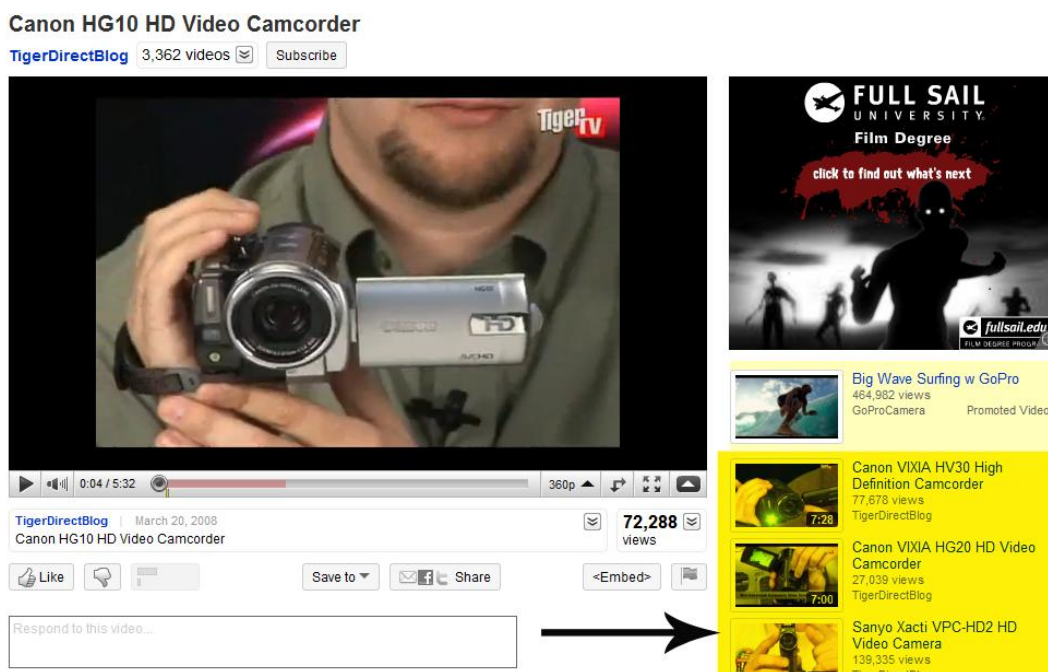 Canon HG10 HD Video Camcorder
TigerDirectBlog 3,362 videos Subscribe
Tiger TV
HG10
HD
AVCHD
0:04 / 5:32 360p
TigerDirectBlog | March 20, 2008
Canon HG10 HD Video Camcorder
72,288
views
Like Save to Share <Embed>
Respond to this video...
FULL SAIL
UNIVERSITY
Film Degree
click to find out what's next
fullsail.edu
FILM DEGREE
Big Wave Surfing w GoPro
464,982 views
GoProCamera Promoted Video
Canon VIXIA HV30 High
Definition Camcorder
77,678 views
TigerDirectBlog
7:28
Canon VIXIA HG20 HD Video
Camcorder
27,039 views
TigerDirectBlog
7:00
Sanyo Xacti VPC-HD2 HD
Video Camera
139,335 views